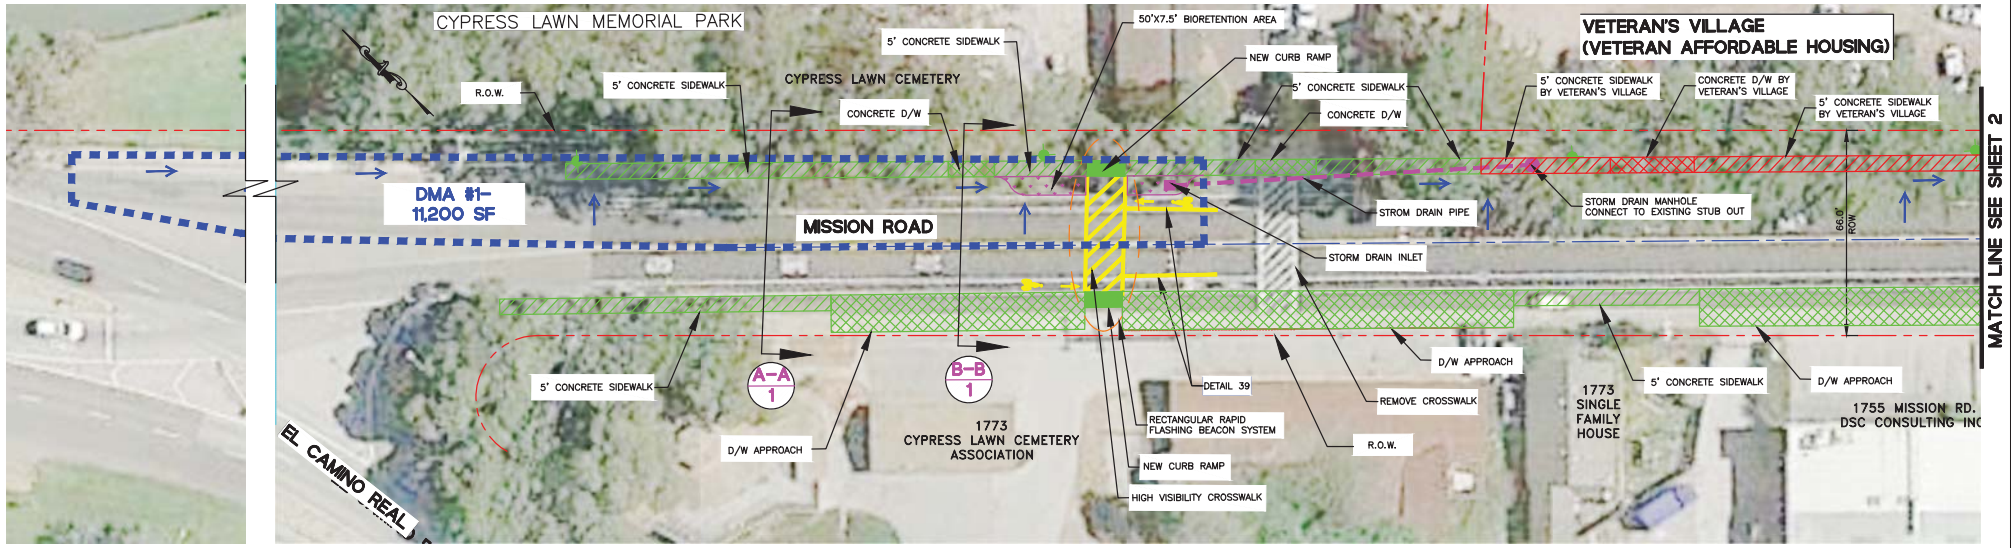 CYPRESS LAWN MEMORIAL PARK
50'X7.5' BIORETENTION AREA
VETERAN'S VILLAGE
(VETERAN AFFORDABLE HOUSING)
5' CONCRETE SIDEWALK
NEW CURB RAMP
CYPRESS LAWN CEMETERY
R.O.W.
5' CONCRETE SIDEWALK
CONCRETE D/W
5' CONCRETE SIDEWALK
CONCRETE D/W
5' CONCRETE SIDEWALK
BY VETERAN'S VILLAGE
CONCRETE D/W BY
VETERAN'S VILLAGE
5' CONCRETE SIDEWALK
BY VETERAN'S VILLAGE
MATCH LINE SEE SHEET 2
DMA #1-
11,200 SF
MISSION ROAD
STROM DRAIN PIPE
STORM DRAIN MANHOLE
CONNECT TO EXISTING STUB OUT
66.0'
ROW
STORM DRAIN INLET
5' CONCRETE SIDEWALK
A-A
1
B-B
1
DETAIL 39
D/W APPROACH
REMOVE CROSSWALK
5' CONCRETE SIDEWALK
D/W APPROACH
1773
SINGLE
FAMILY
HOUSE
1755 MISSION RD.
DSC CONSULTING INC
D/W APPROACH
1773
CYPRESS LAWN CEMETERY
ASSOCIATION
RECTANGULAR RAPID
FLASHING BEACON SYSTEM
R.O.W.
NEW CURB RAMP
HIGH VISIBILITY CROSSWALK
EL CAMINO REAL